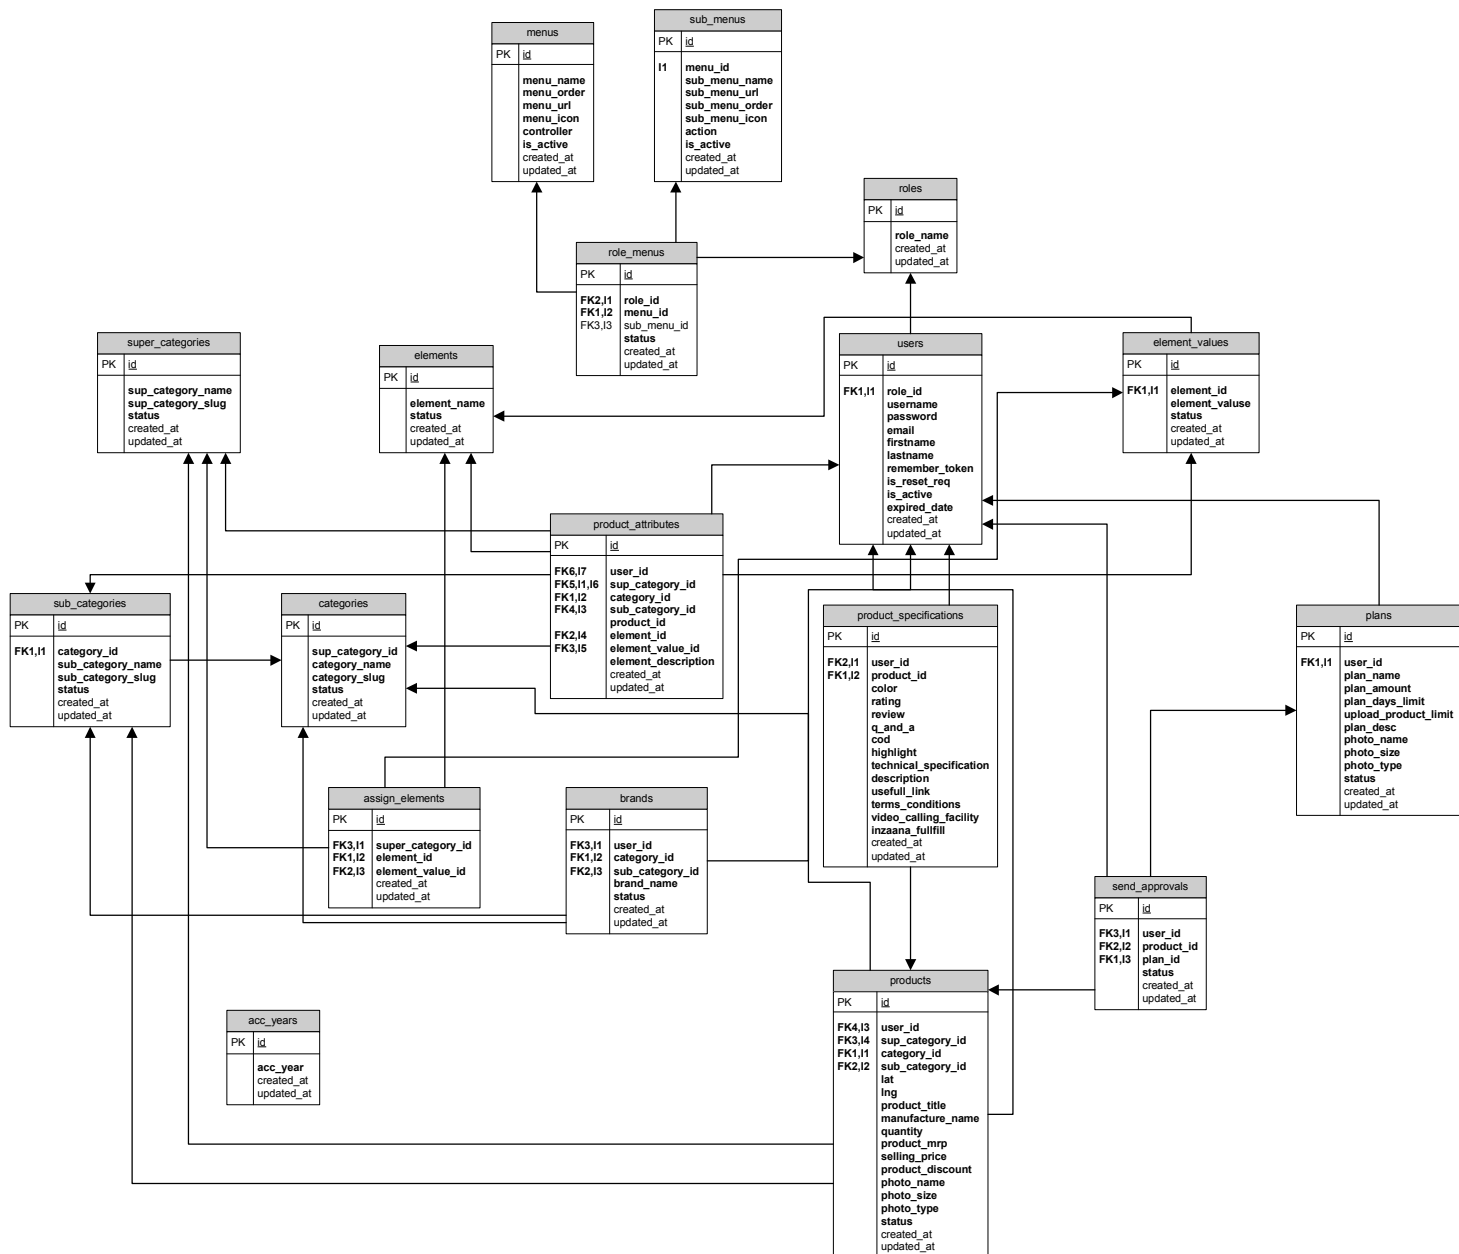 menus
PK id
menu_name
menu_order
menu_url
menu_icon
controller
is_active
created_at
updated_at
sub_menus
PK id
I1 menu_id
sub_menu_name
sub_menu_url
sub_menu_order
sub_menu_icon
action
is_active
created_at
updated_at
roles
PK id
role_name
created_at
updated_at
role_menus
PK id
FK2,I1 role_id
FK1,I2 menu_id
FK3,I3 sub_menu_id
status
created_at
updated_at
super_categories
PK id
sup_category_name
sup_category_slug
status
created_at
updated_at
elements
PK id
element_name
status
created_at
updated_at
users
PK id
FK1,I1 role_id
username
password
email
firstname
lastname
remember_token
is_reset_req
is_active
expired_date
created_at
updated_at
element_values
PK id
FK1,I1 element_id
element_valuse
status
created_at
updated_at
product_attributes
PK id
FK6,I7 user_id
FK5,I1,I6 sup_category_id
FK1,I2 category_id
FK4,I3 sub_category_id
product_id
FK2,I4 element_id
FK3,I5 element_value_id
element_description
created_at
updated_at
sub_categories
PK id
FK1,I1 category_id
sub_category_name
sub_category_slug
status
created_at
updated_at
categories
PK id
sup_category_id
category_name
category_slug
status
created_at
updated_at
product_specifications
PK id
FK2,I1 user_id
FK1,I2 product_id
color
rating
review
q_and_a
cod
highlight
technical_specification
description
usefull_link
terms_conditions
video_calling_facility
inzaana_fullfill
created_at
updated_at
plans
PK id
FK1,I1 user_id
plan_name
plan_amount
plan_days_limit
upload_product_limit
plan_desc
photo_name
photo_size
photo_type
status
created_at
updated_at
assign_elements
PK id
FK3,I1 super_category_id
FK1,I2 element_id
FK2,I3 element_value_id
created_at
updated_at
brands
PK id
FK3,I1 user_id
FK1,I2 category_id
FK2,I3 sub_category_id
brand_name
status
created_at
updated_at
send_approvals
PK id
FK3,I1 user_id
FK2,I2 product_id
FK1,I3 plan_id
status
created_at
updated_at
products
PK id
FK4,I3 user_id
FK3,I4 sup_category_id
FK1,I1 category_id
FK2,I2 sub_category_id
lat
lng
product_title
manufacture_name
quantity
product_mrp
selling_price
product_discount
photo_name
photo_size
photo_type
status
created_at
updated_at
acc_years
PK id
acc_year
created_at
updated_at